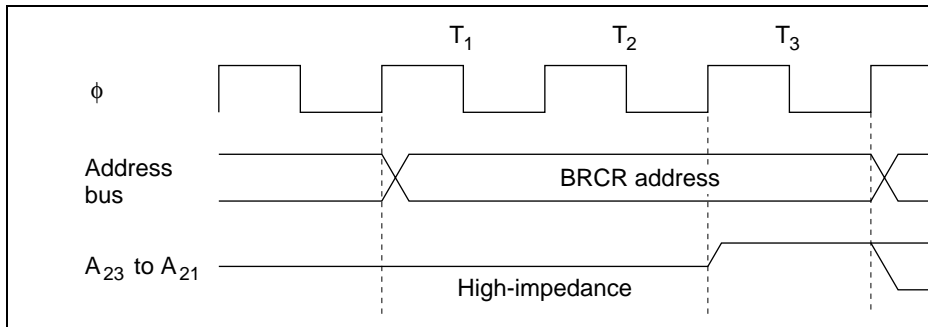 T1 T2 T3
φ
Address
bus
BRCR address
A23 to A21
High-impedance